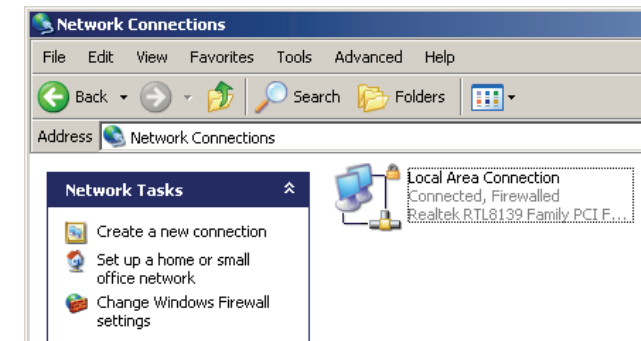 Network Connections
File Edit View Favorites Tools Advanced Help
Back Search Folders
Address Network Connections
Network Tasks
Create a new connection
Set up a home or small
office network
Change Windows Firewall
settings
Local Area Connection
Connected, Firewalled
Realtek RTL8139 Family PCI F...